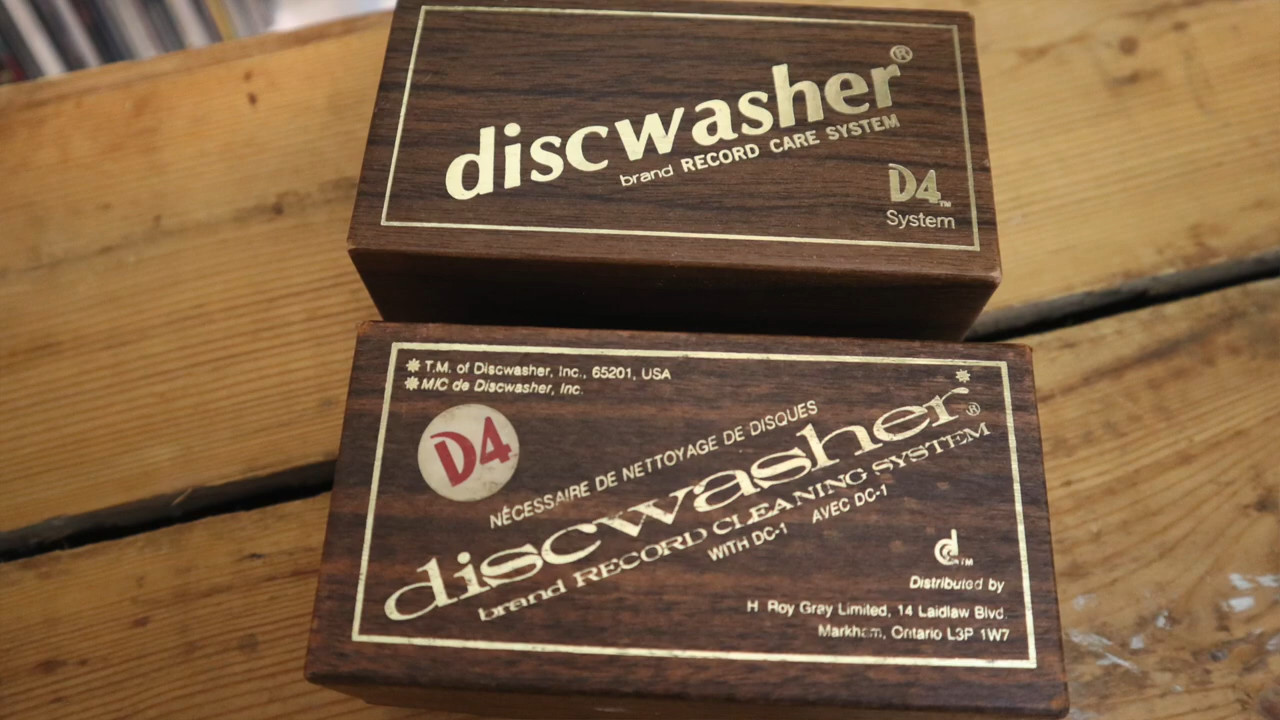 discwasher®
brand RECORD CARE SYSTEM
D4™
System
✵ T.M. of Discwasher, Inc., 65201, USA
✵ M/C de Discwasher, Inc.
D4
NÉCESSAIRE DE NETTOYAGE DE DISQUES
discwasher✵®
brand RECORD CLEANING SYSTEM
WITH DC-1 AVEC DC-1
Distributed by
H Roy Gray Limited, 14 Laidlaw Blvd.
Markham, Ontario L3P 1W7